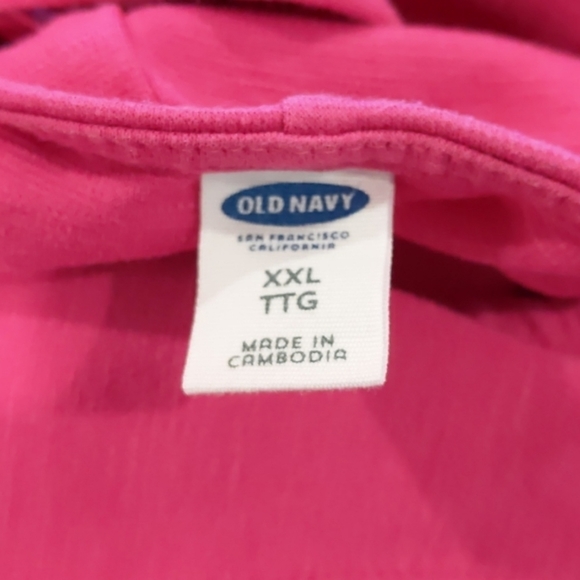 OLD NAVY
SAN FRANCISCO
CALIFORNIA
XXL
TTG
MADE IN
CAMBODIA